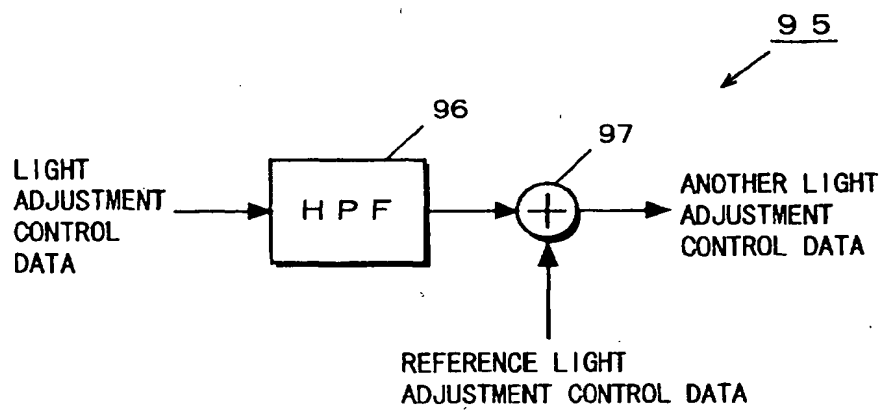 95
96
97
LIGHT
ADJUSTMENT
CONTROL
DATA
HPF
+
ANOTHER LIGHT
ADJUSTMENT
CONTROL DATA
REFERENCE LIGHT
ADJUSTMENT CONTROL DATA